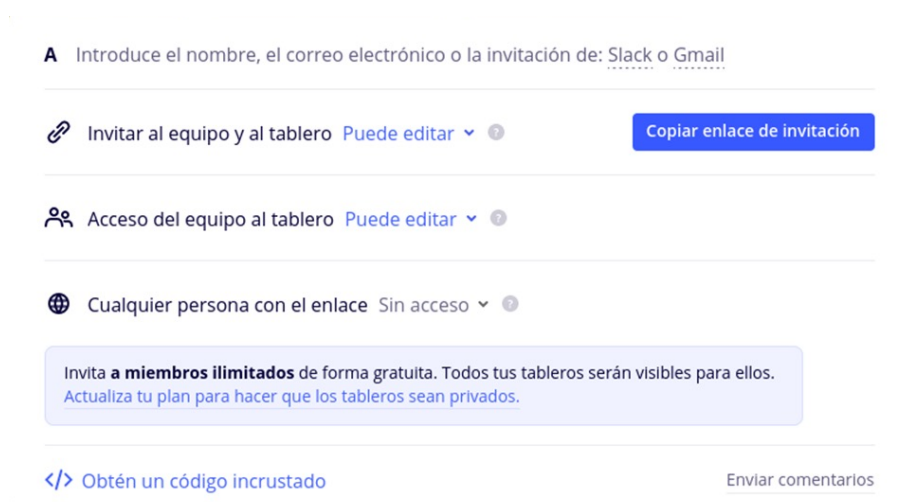 A Introduce el nombre, el correo electrónico o la invitación de: Slack o Gmail
Invitar al equipo y al tablero Puede editar ?
Copiar enlace de invitación
Acceso del equipo al tablero Puede editar ?
Cualquier persona con el enlace Sin acceso ?
Invita a miembros ilimitados de forma gratuita. Todos tus tableros serán visibles para ellos.
Actualiza tu plan para hacer que los tableros sean privados.
</> Obtén un código incrustado
Enviar comentarios